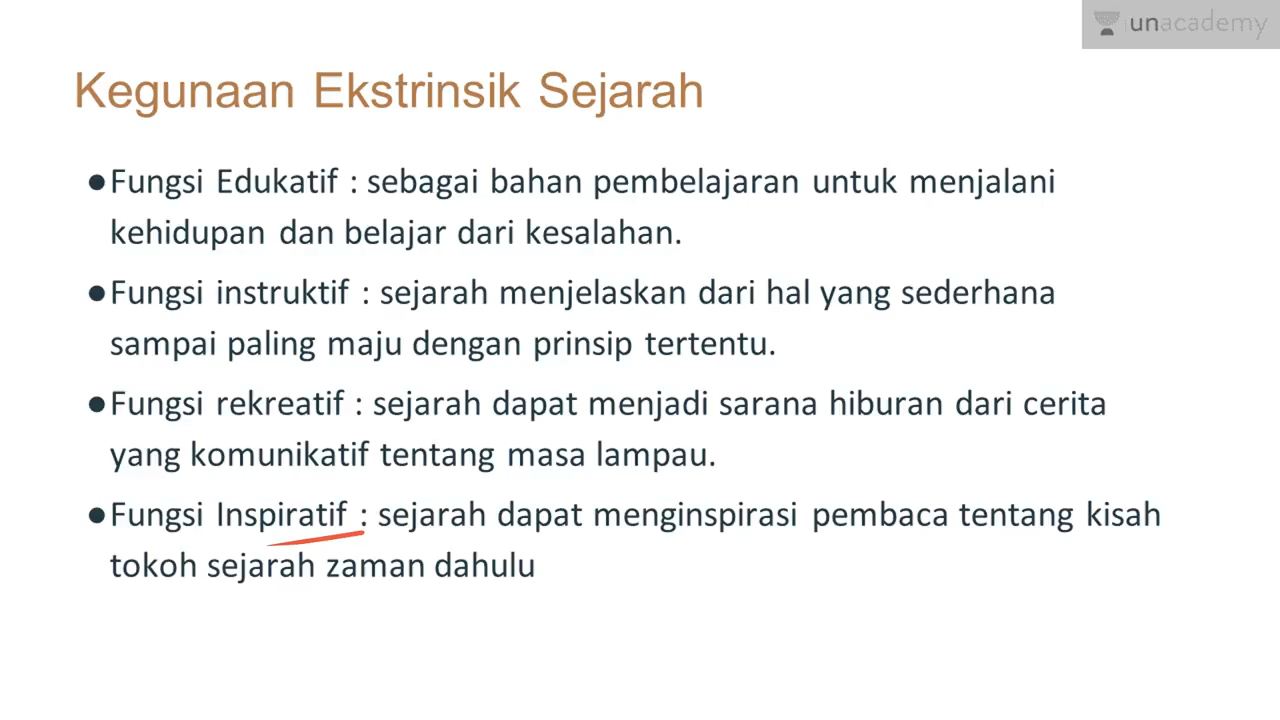 unacademy
Kegunaan Ekstrinsik Sejarah
●Fungsi Edukatif : sebagai bahan pembelajaran untuk menjalani
kehidupan dan belajar dari kesalahan.
●Fungsi instruktif : sejarah menjelaskan dari hal yang sederhana
sampai paling maju dengan prinsip tertentu.
●Fungsi rekreatif : sejarah dapat menjadi sarana hiburan dari cerita
yang komunikatif tentang masa lampau.
●Fungsi Inspiratif : sejarah dapat menginspirasi pembaca tentang kisah
tokoh sejarah zaman dahulu